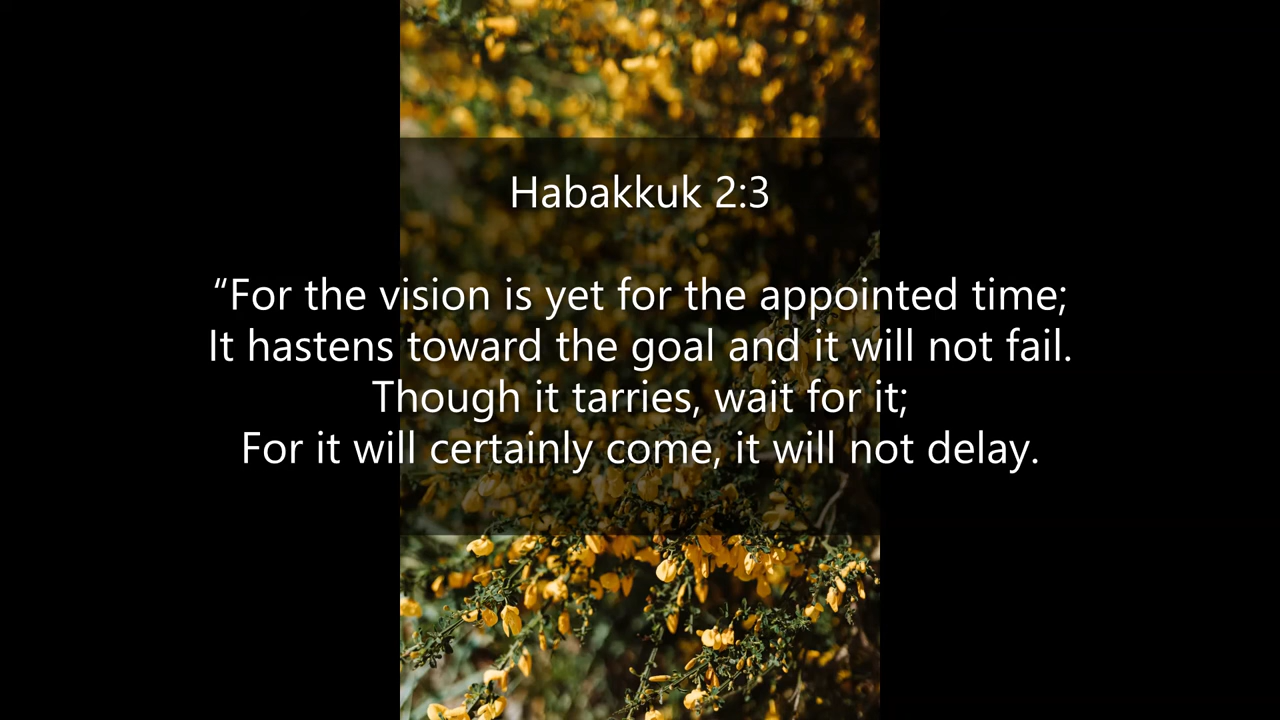 Habakkuk 2:3
“For the vision is yet for the appointed time;
It hastens toward the goal and it will not fail.
Though it tarries, wait for it;
For it will certainly come, it will not delay.